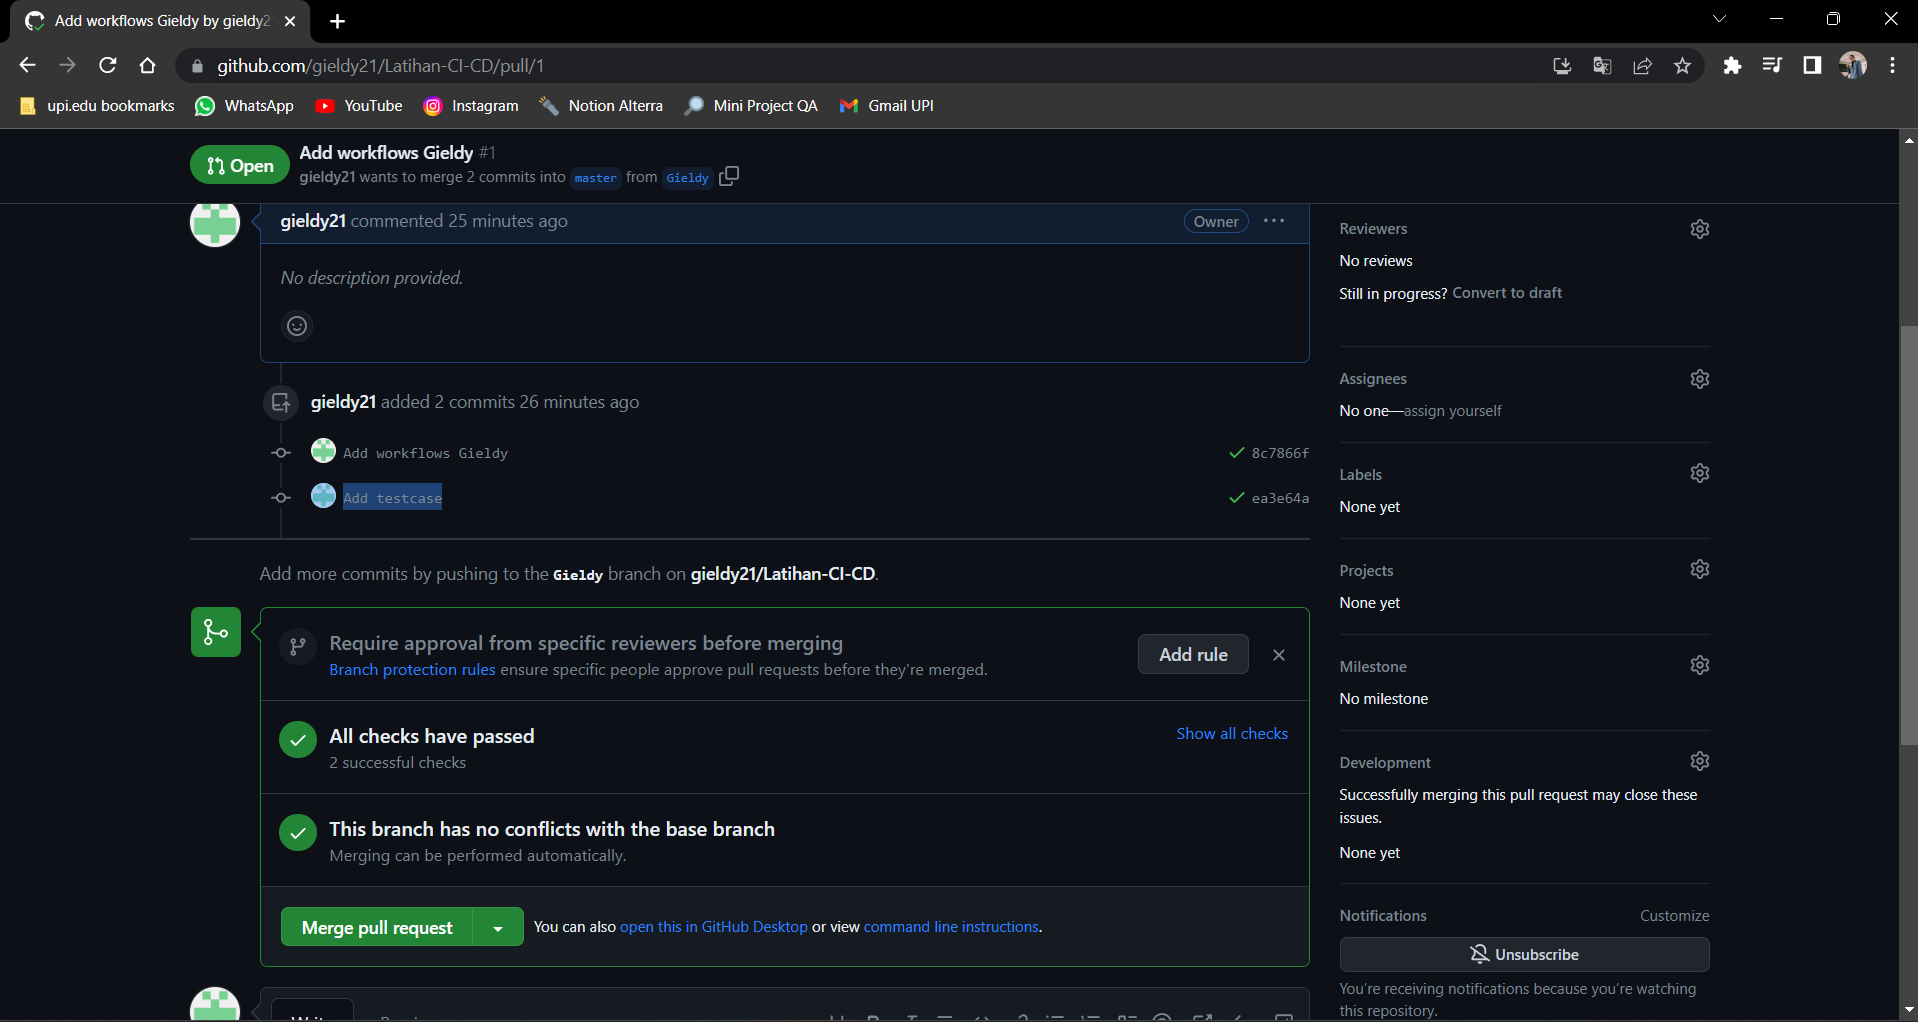 Add workflows Gieldy by gieldy2
github.com/gieldy21/Latihan-CI-CD/pull/1
upi.edu bookmarks WhatsApp YouTube Instagram Notion Alterra Mini Project QA Gmail UPI
Open
Add workflows Gieldy #1
gieldy21 wants to merge 2 commits into master from Gieldy
gieldy21 commented 25 minutes ago
Owner
No description provided.
gieldy21 added 2 commits 26 minutes ago
Add workflows Gieldy 8c7866f
Add testcase ea3e64a
Add more commits by pushing to the Gieldy branch on gieldy21/Latihan-CI-CD.
Require approval from specific reviewers before merging
Branch protection rules ensure specific people approve pull requests before they're merged.
Add rule
All checks have passed
2 successful checks
Show all checks
This branch has no conflicts with the base branch
Merging can be performed automatically.
Merge pull request
You can also open this in GitHub Desktop or view command line instructions.
Reviewers
No reviews
Still in progress? Convert to draft
Assignees
No one—assign yourself
Labels
None yet
Projects
None yet
Milestone
No milestone
Development
Successfully merging this pull request may close these
issues.
None yet
Notifications Customize
Unsubscribe
You're receiving notifications because you're watching
this repository.